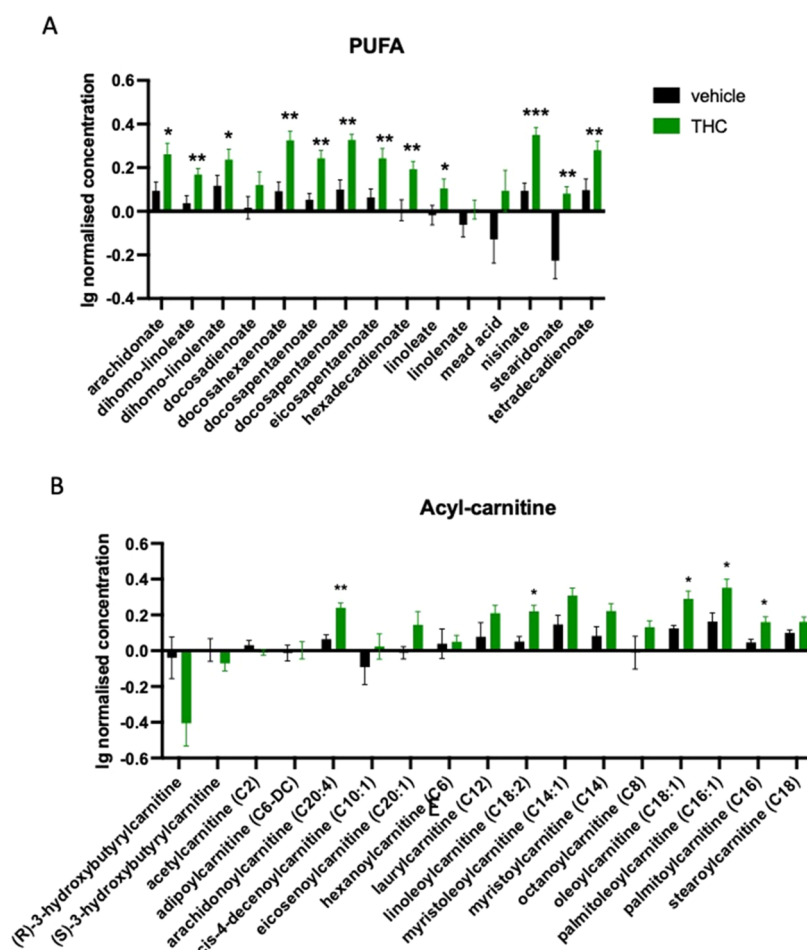 A
PUFA
lg normalised concentration
0.6
0.4
0.2
0.0
-0.2
-0.4
*
**
*
**
**
**
**
**
*
***
**
**
vehicle
THC
arachidonate
dihomo-linoleate
dihomo-linolenate
docosadienoate
docosahexaenoate
docosapentaenoate
docosapentaenoate
eicosapentaenoate
hexadecadienoate
linoleate
linolenate
mead acid
nisinate
stearidonate
tetradecadienoate
B
Acyl-carnitine
lg normalised concentration
0.6
0.4
0.2
0.0
-0.2
-0.4
-0.6
**
*
*
*
*
(R)-3-hydroxybutyrylcarnitine
(S)-3-hydroxybutyrylcarnitine
acetylcarnitine (C2)
adipoylcarnitine (C6-DC)
arachidonoylcarnitine (C20:4)
cis-4-decenoylcarnitine (C10:1)
eicosenoylcarnitine (C20:1)
hexanoylcarnitine (C6)
E
laurylcarnitine (C12)
linoleoylcarnitine (C18:2)
myristoleoylcarnitine (C14:1)
myristoylcarnitine (C14)
octanoylcarnitine (C8)
oleoylcarnitine (C18:1)
palmitoleoylcarnitine (C16:1)
palmitoylcarnitine (C16)
stearoylcarnitine (C18)